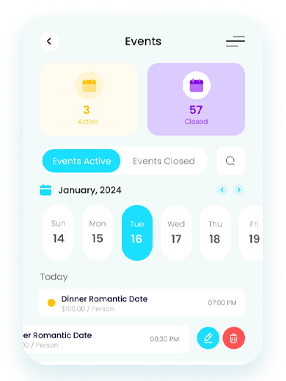 Events
3
Active
57
Closed
Events Active
Events Closed
January, 2024
Sun Mon Tue Wed Thu Fri
14 15 16 17 18 19
Today
Dinner Romantic Date
$100.00 / Person
07:00 PM
er Romantic Date
00 / Person
08:30 PM